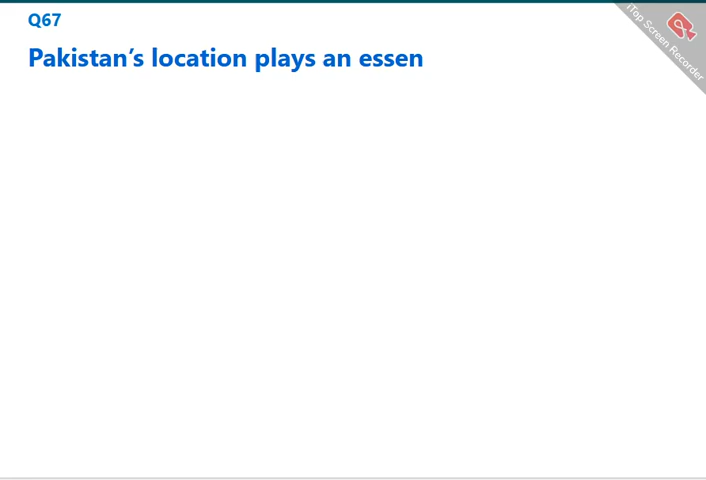 Q67
Pakistan’s location plays an essen
iTop Screen Recorder